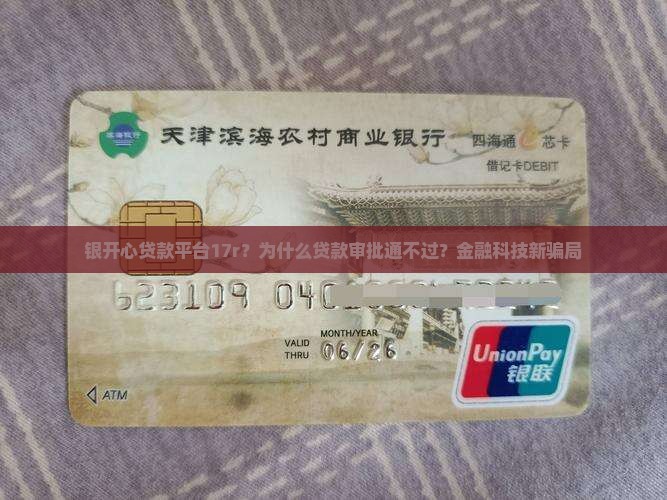 滨海银行
天津滨海农村商业银行
四海通 芯卡
借记卡DEBIT
银开心贷款平台17r？为什么贷款审批通不过？金融科技新骗局
623109 040
MONTH/YEAR
VALID THRU 06/26
ATM
UnionPay
银联